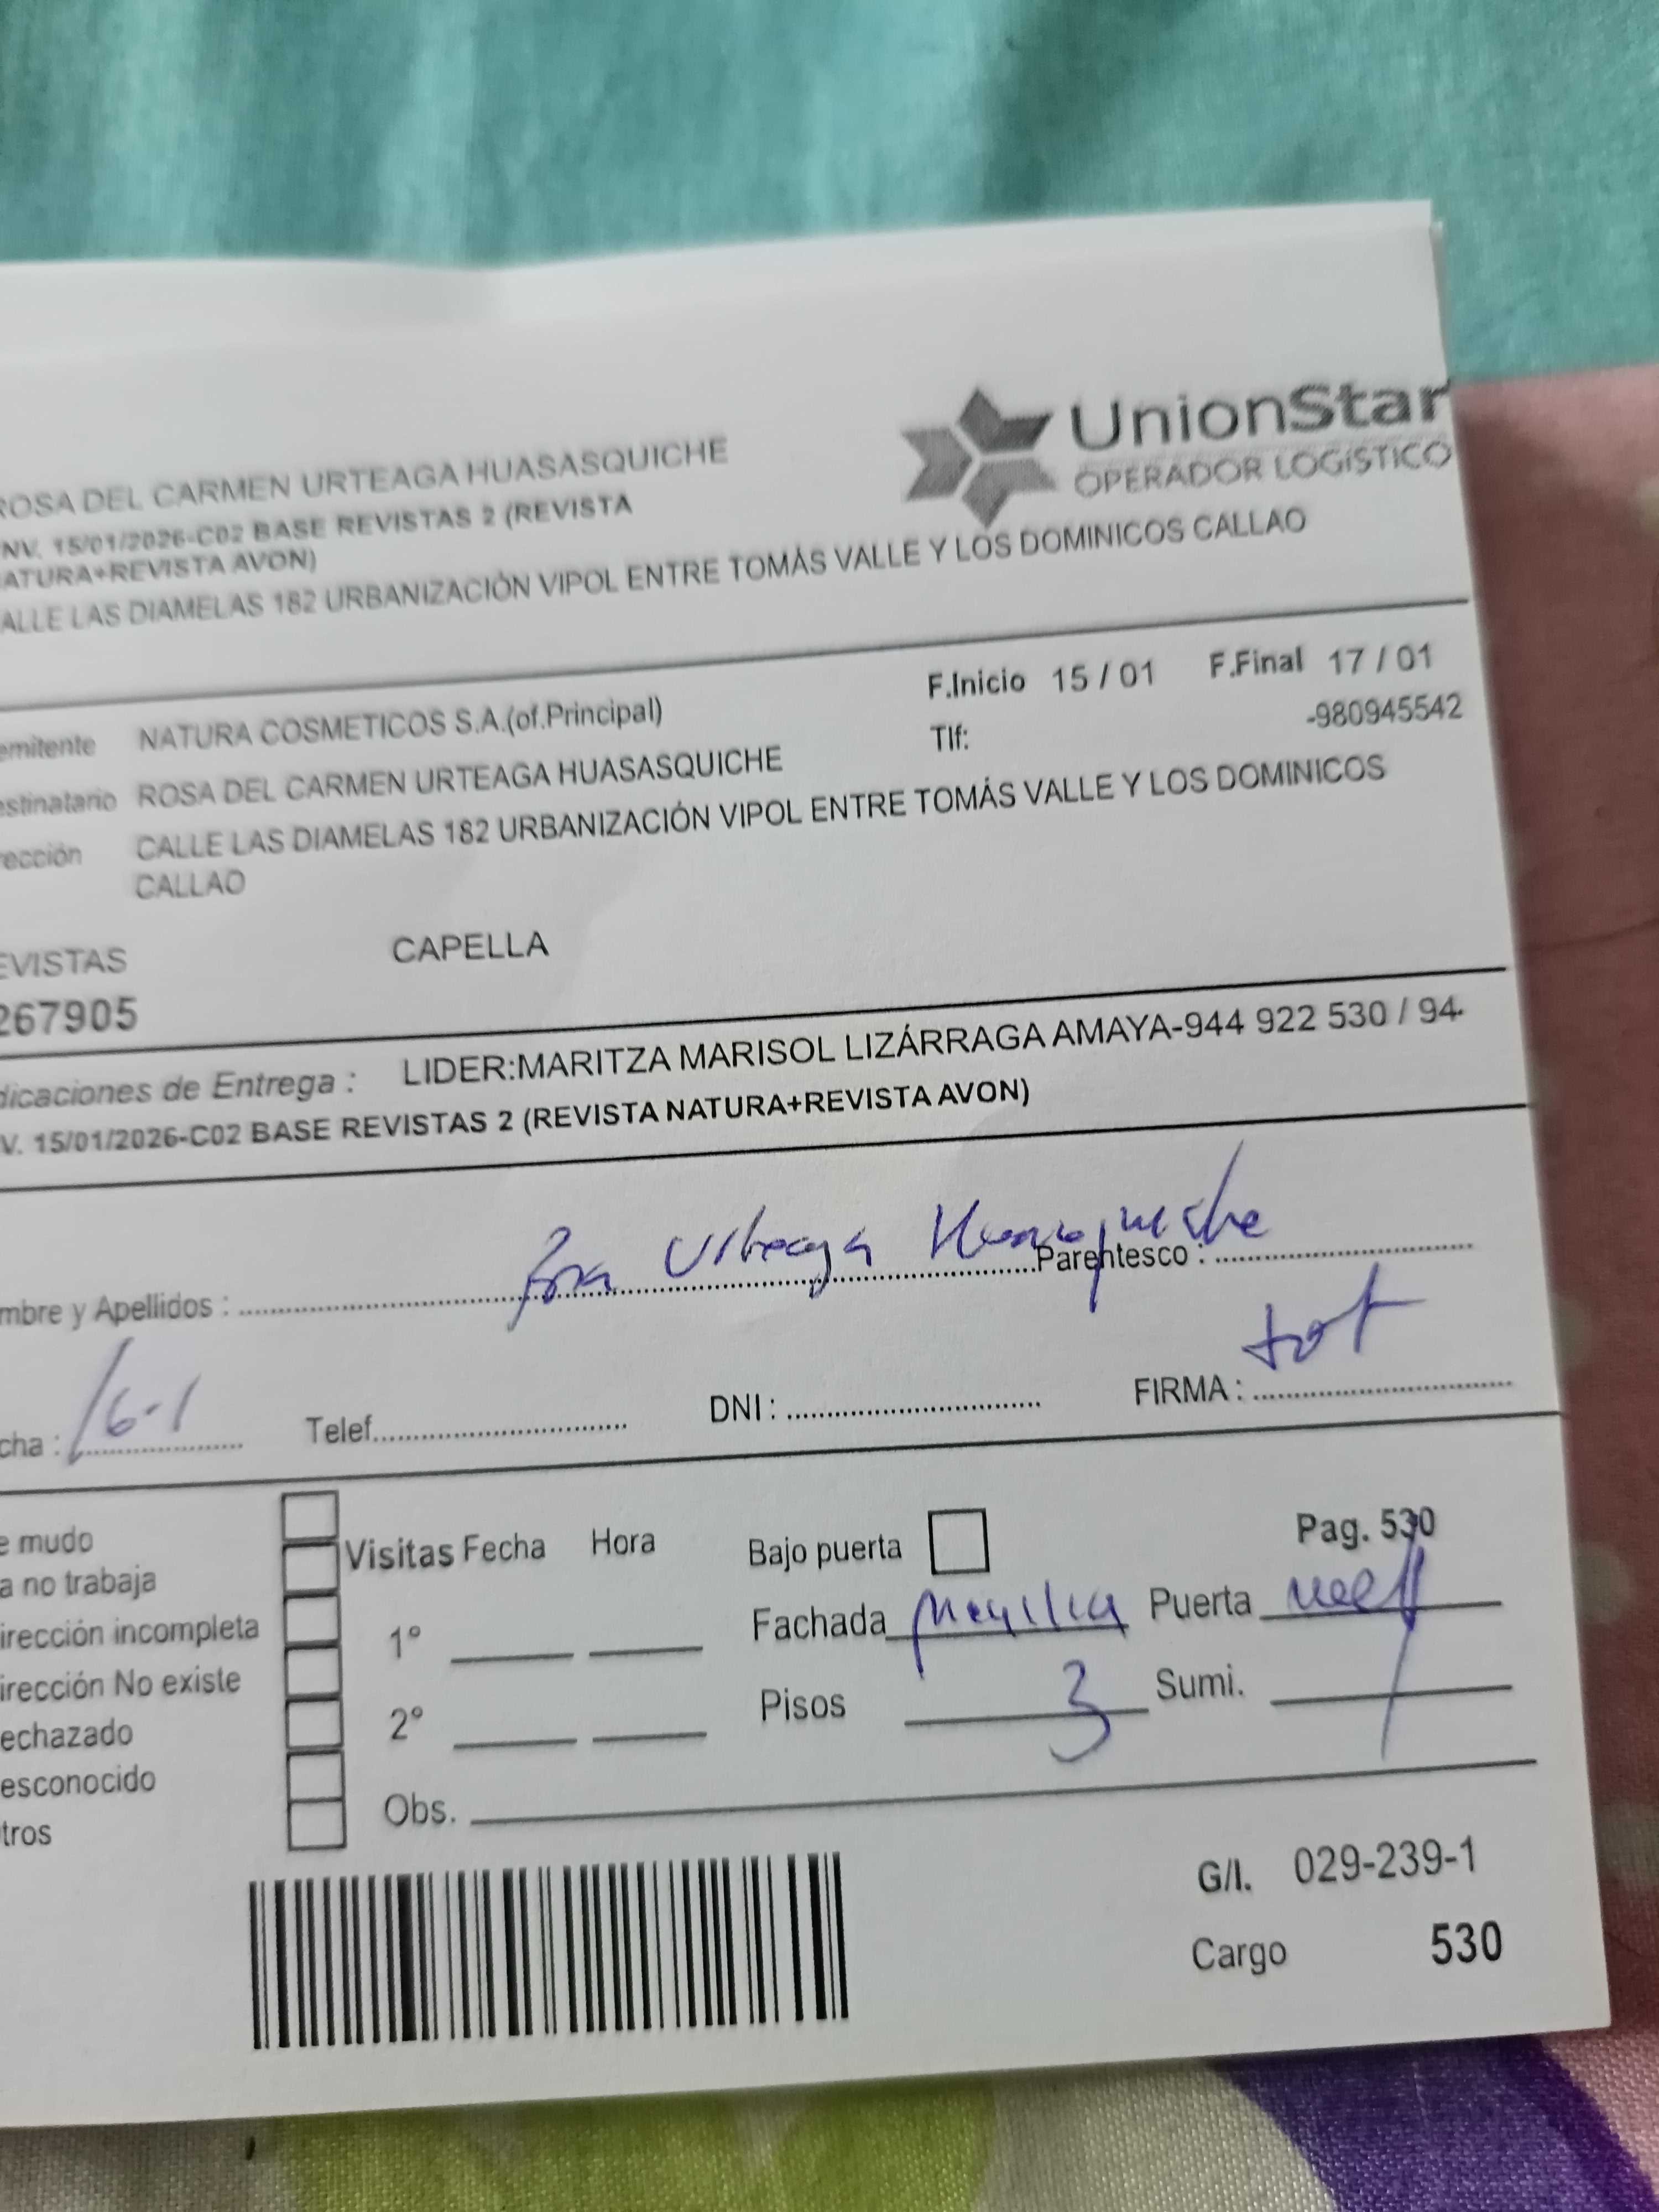 UnionStar
OPERADOR LOGíSTICO
ROSA DEL CARMEN URTEAGA HUASASQUICHE
NV. 15/01/2026-C02 BASE REVISTAS 2 (REVISTA
ATURA+REVISTA AVON)
ALLE LAS DIAMELAS 182 URBANIZACIÓN VIPOL ENTRE TOMÁS VALLE Y LOS DOMINICOS CALLAO
F.Inicio 15 / 01 F.Final 17 / 01
emitente NATURA COSMETICOS S.A.(of.Principal) Tlf: -980945542
estinatario ROSA DEL CARMEN URTEAGA HUASASQUICHE
rección CALLE LAS DIAMELAS 182 URBANIZACIÓN VIPOL ENTRE TOMÁS VALLE Y LOS DOMINICOS
CALLAO
EVISTAS CAPELLA
267905
dicaciones de Entrega : LIDER:MARITZA MARISOL LIZÁRRAGA AMAYA-944 922 530 / 94
V. 15/01/2026-C02 BASE REVISTAS 2 (REVISTA NATURA+REVISTA AVON)
mbre y Apellidos : Urteaga Parentesco :
cha : 16-1 Telef. DNI : FIRMA :
e mudo
a no trabaja
irección incompleta
irección No existe
echazado
esconocido
tros
Visitas Fecha Hora
1°
2°
Obs.
Bajo puerta Pag. 530
Fachada Puerta
Pisos 3 Sumi.
G/I. 029-239-1
Cargo 530